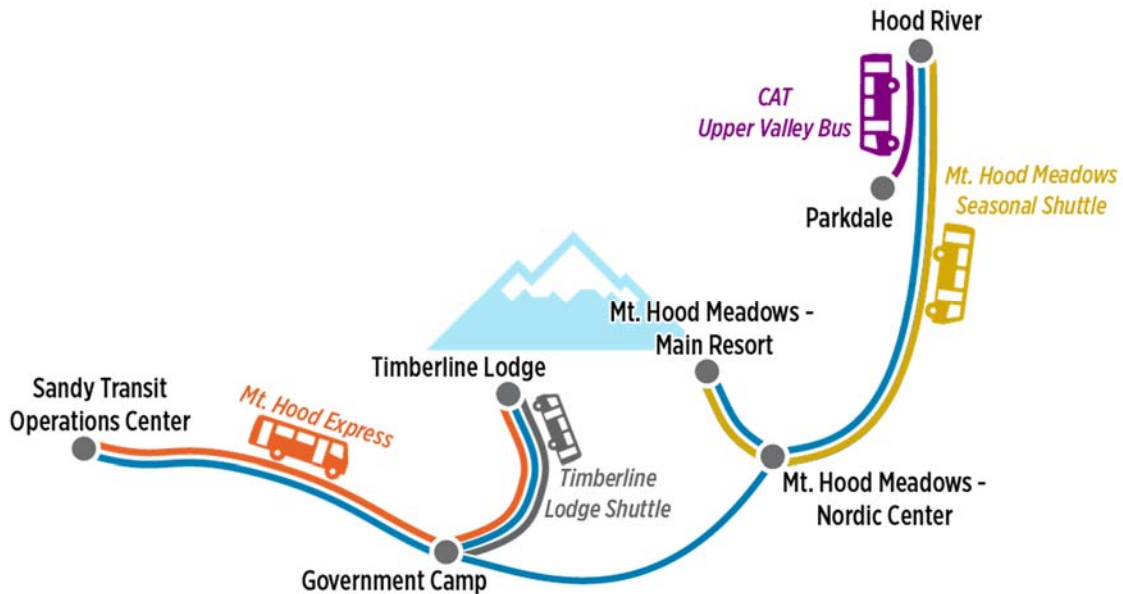 Hood River
CAT
Upper Valley Bus
Mt. Hood Meadows
Seasonal Shuttle
Parkdale
Mt. Hood Meadows -
Main Resort
Timberline Lodge
Sandy Transit
Operations Center
Mt. Hood Express
Timberline
Lodge Shuttle
Mt. Hood Meadows -
Nordic Center
Government Camp